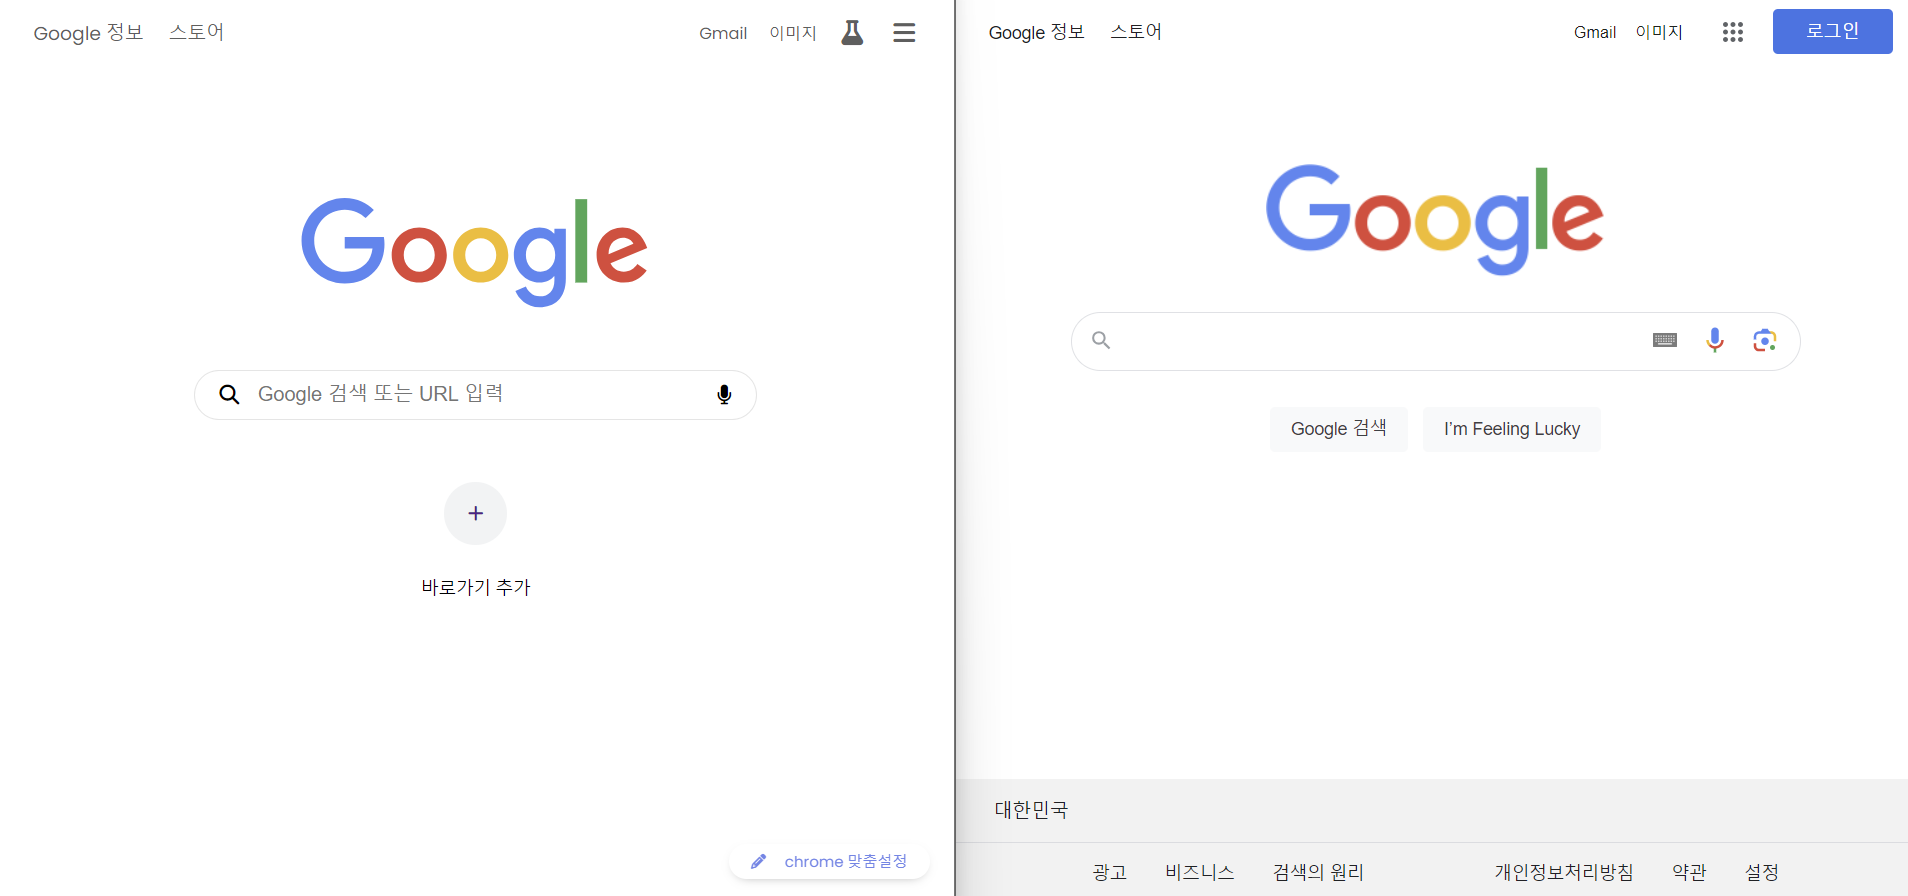 Google 정보 스토어 Gmail 이미지
Google
Google 검색 또는 URL 입력
바로가기 추가
chrome 맞춤설정
Google 정보 스토어 Gmail 이미지 로그인
Google
Google 검색 I’m Feeling Lucky
대한민국
광고 비즈니스 검색의 원리 개인정보처리방침 약관 설정